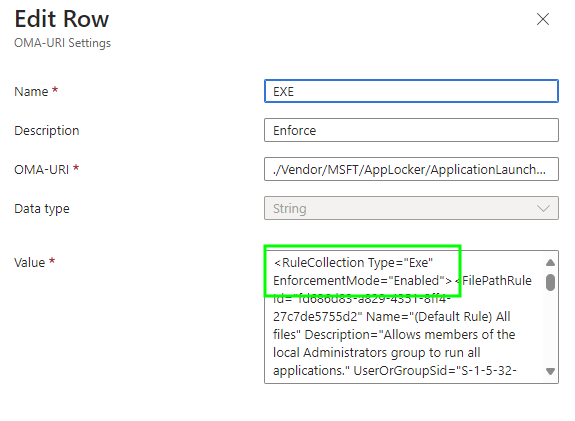 Edit Row
OMA-URI Settings
Name *
EXE
Description
Enforce
OMA-URI *
./Vendor/MSFT/AppLocker/ApplicationLaunch...
Data type
String
Value *
<RuleCollection Type="Exe"
EnforcementMode="Enabled"><FilePathRule
Id="fd686d83-a829-4351-8ff4-
27c7de5755d2" Name="(Default Rule) All
files" Description="Allows members of the
local Administrators group to run all
applications." UserOrGroupSid="S-1-5-32-